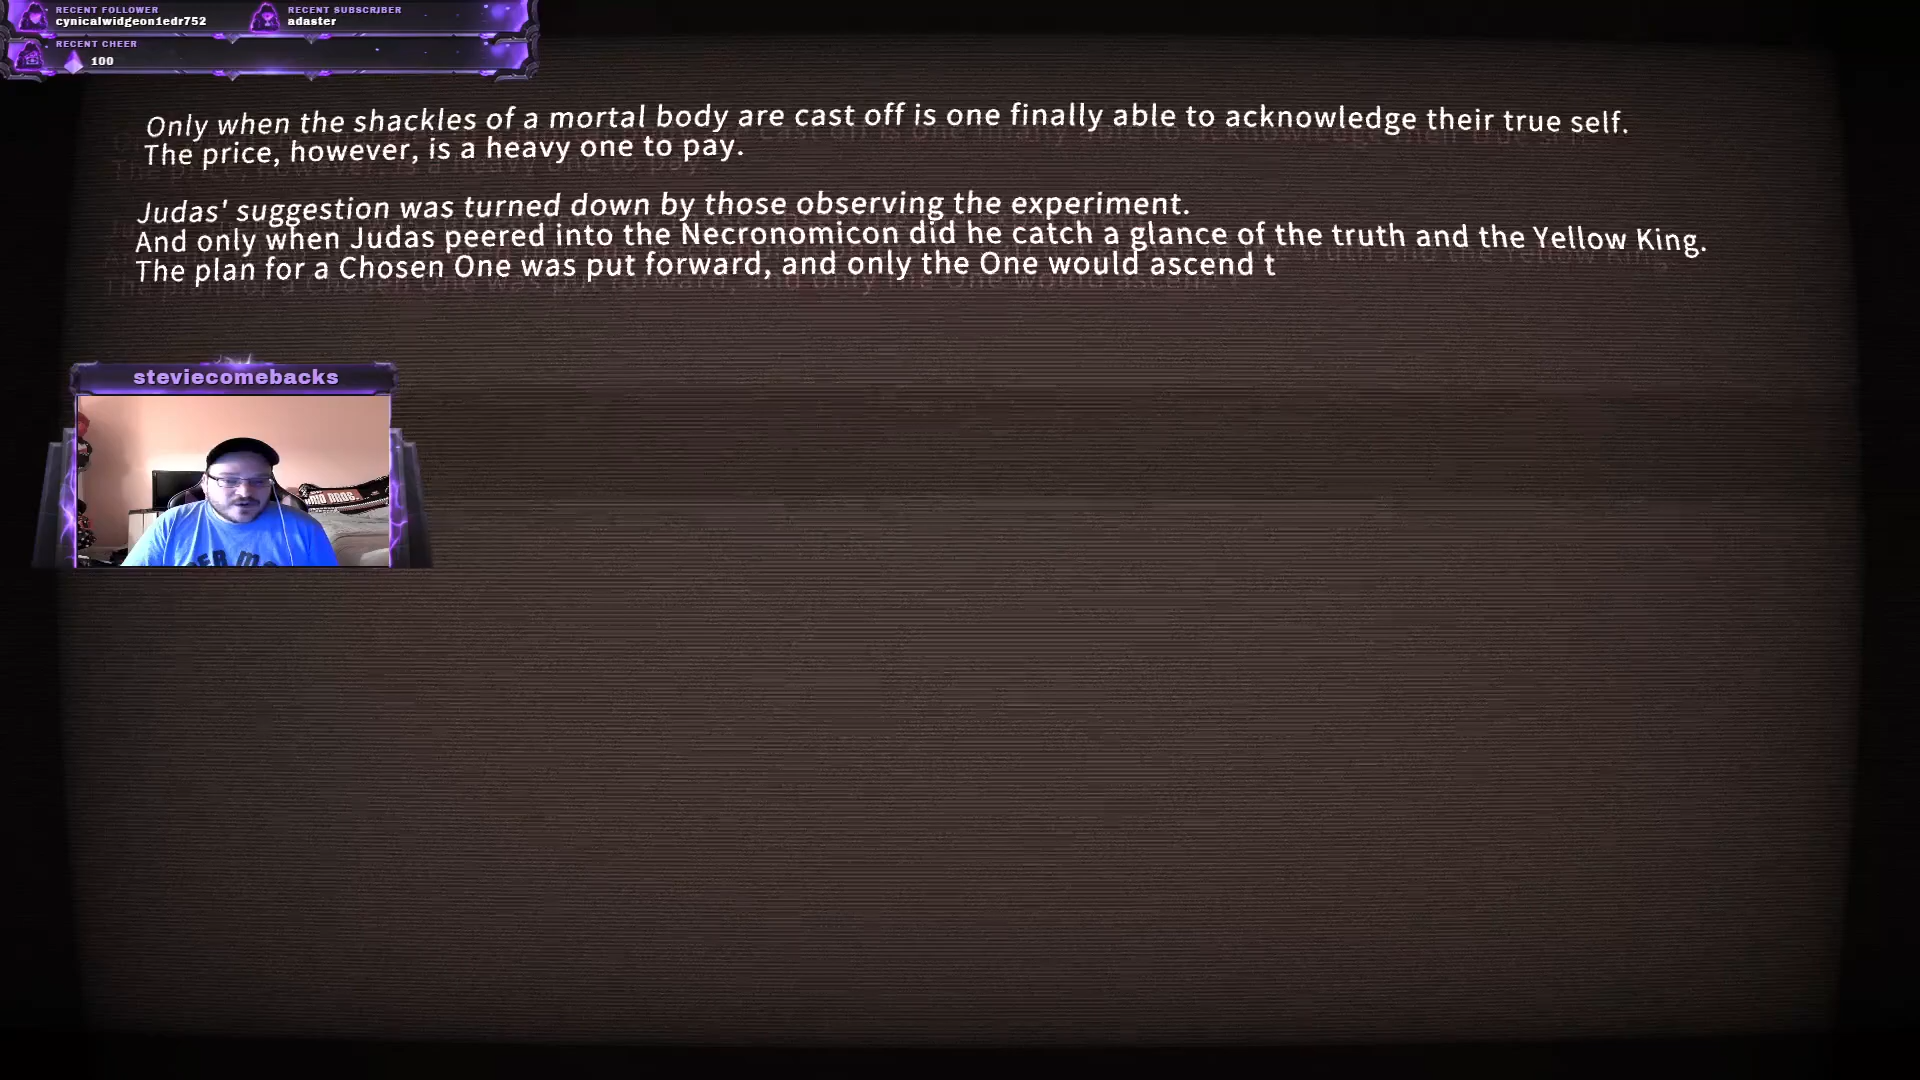 RECENT FOLLOWER
cynicalwidgeon1edr752
RECENT SUBSCRIBER
adaster
RECENT CHEER
100
Only when the shackles of a mortal body are cast off is one finally able to acknowledge their true self.
The price, however, is a heavy one to pay.
Judas' suggestion was turned down by those observing the experiment.
And only when Judas peered into the Necronomicon did he catch a glance of the truth and the Yellow King.
The plan for a Chosen One was put forward, and only the One would ascend t
steviecomebacks